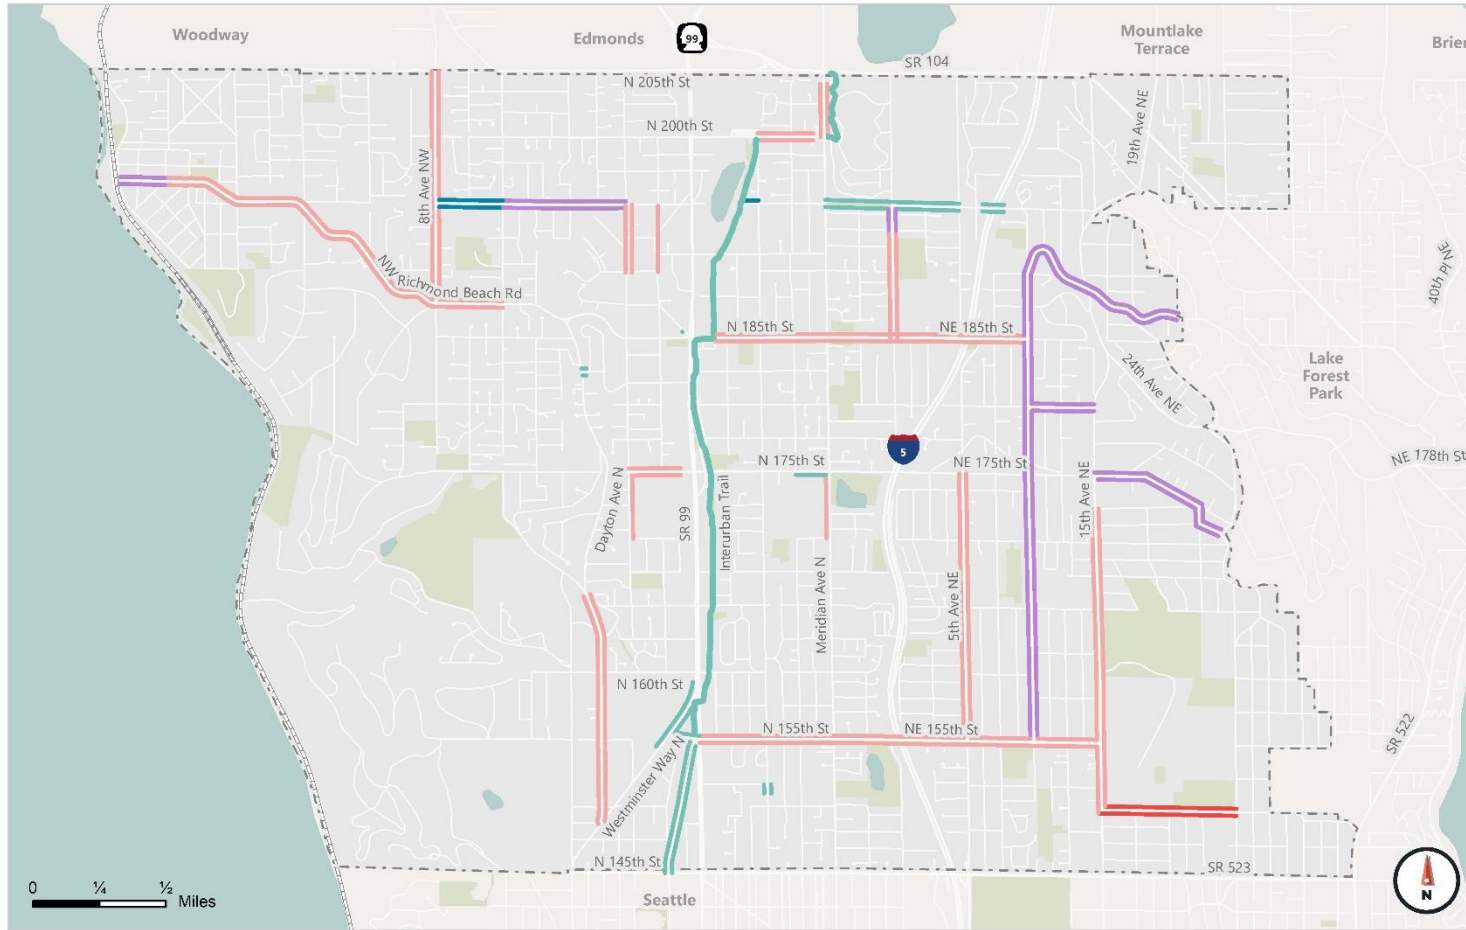 Woodway
Edmonds
99
Mountlake
Terrace
Brier
SR 104
N 205th St
N 200th St
19th Ave NE
8th Ave NW
40th Pl NE
NW Richmond Beach Rd
N 185th St
NE 185th St
Lake
Forest
Park
24th Ave NE
5
N 175th St
NE 175th St
NE 178th St
Dayton Ave N
SR 99
Interurban Trail
15th Ave NE
Meridian Ave N
5th Ave NE
N 160th St
N 155th St
NE 155th St
SR 522
Westminster Way N
N 145th St
SR 523
0 ¼ ½
Miles
Seattle
N